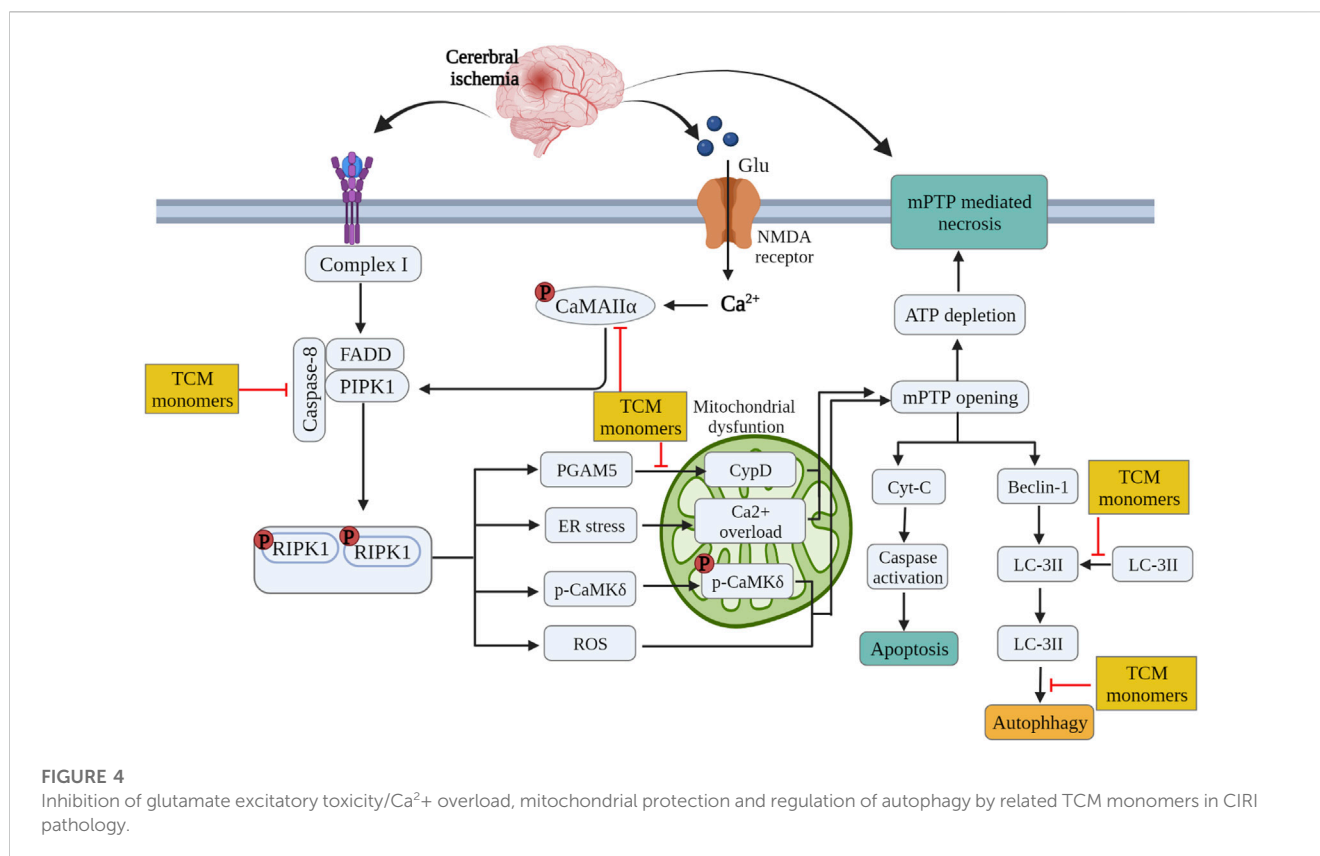 Cererbral
ischemia
Glu
NMDA
receptor
mPTP mediated
necrosis
Complex I
P
CaMAIIα
Ca²⁺
ATP depletion
TCM
monomers
Caspase-8
FADD
PIPK1
TCM
monomers
Mitochondrial
dysfuntion
mPTP opening
PGAM5
CypD
Cyt-C
Beclin-1
TCM
monomers
P
RIPK1
P
RIPK1
ER stress
Ca2+
overload
Caspase
activation
LC-3II
LC-3II
p-CaMKδ
P
p-CaMKδ
ROS
Apoptosis
LC-3II
TCM
monomers
Autophhagy
FIGURE 4
Inhibition of glutamate excitatory toxicity/Ca²+ overload, mitochondrial protection and regulation of autophagy by related TCM monomers in CIRI
pathology.